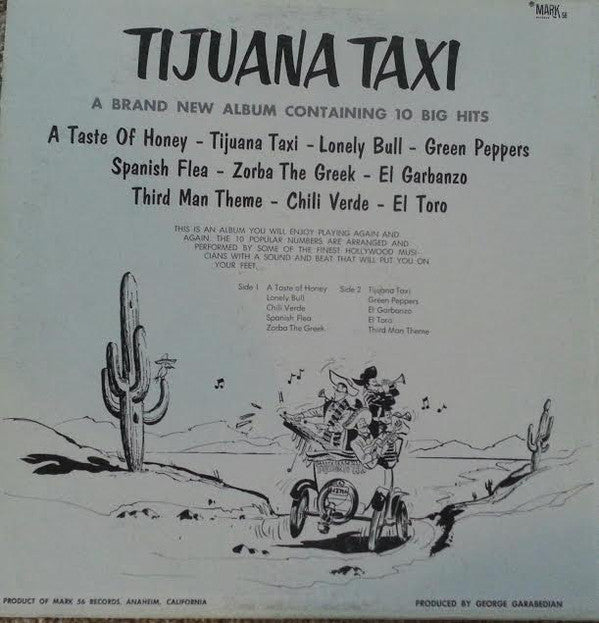 *MARK 56
TIJUANA TAXI
A BRAND NEW ALBUM CONTAINING 10 BIG HITS
A Taste Of Honey - Tijuana Taxi - Lonely Bull - Green Peppers
Spanish Flea - Zorba The Greek - El Garbanzo
Third Man Theme - Chili Verde - El Toro
THIS IS AN ALBUM YOU WILL ENJOY PLAYING AGAIN AND
AGAIN. THE 10 POPULAR NUMBERS ARE ARRANGED AND
PERFORMED BY SOME OF THE FINEST HOLLYWOOD MUSI-
CIANS WITH A SOUND AND BEAT THAT WILL PUT YOU ON
YOUR FEET.
Side 1 A Taste of Honey
Lonely Bull
Chili Verde
Spanish Flea
Zorba The Greek
Side 2 Tijuana Taxi
Green Peppers
El Garbanzo
El Toro
Third Man Theme
PRODUCT OF MARK 56 RECORDS, ANAHEIM, CALIFORNIA
PRODUCED BY GEORGE GARABEDIAN